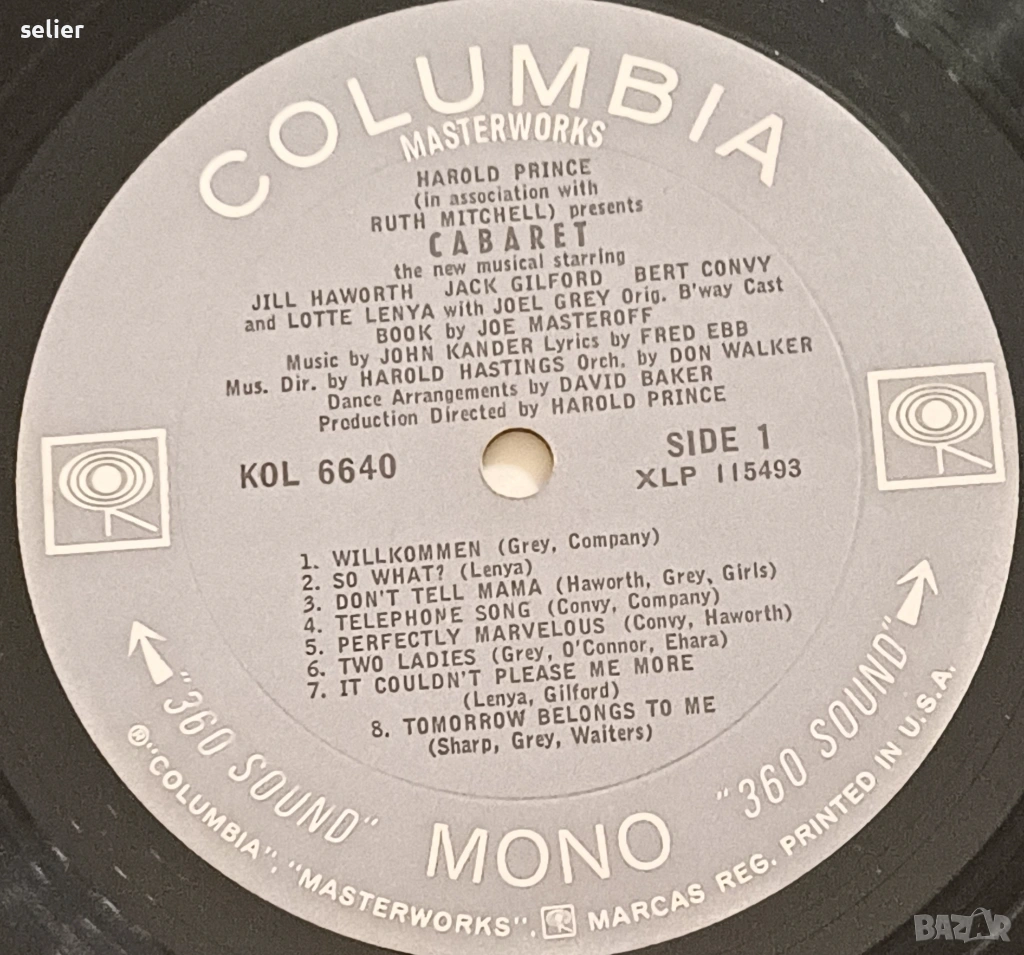 selier
COLUMBIA
MASTERWORKS
HAROLD PRINCE
(in association with
RUTH MITCHELL) presents
CABARET
the new musical starring
JILL HAWORTH JACK GILFORD BERT CONVY
and LOTTE LENYA with JOEL GREY Orig. B'way Cast
BOOK by JOE MASTEROFF
Music by JOHN KANDER Lyrics by FRED EBB
Mus. Dir. by HAROLD HASTINGS Orch. by DON WALKER
Dance Arrangements by DAVID BAKER
Production Directed by HAROLD PRINCE
KOL 6640
SIDE 1
XLP 115493
1. WILLKOMMEN (Grey, Company)
2. SO WHAT? (Lenya)
3. DON'T TELL MAMA (Haworth, Grey, Girls)
4. TELEPHONE SONG (Convy, Company)
5. PERFECTLY MARVELOUS (Convy, Haworth)
6. TWO LADIES (Grey, O'Connor, Ehara)
7. IT COULDN'T PLEASE ME MORE
(Lenya, Gilford)
8. TOMORROW BELONGS TO ME
(Sharp, Grey, Waiters)
"360 SOUND"
MONO
"360 SOUND"
®"COLUMBIA", "MASTERWORKS", MARCAS REG. PRINTED IN U.S.A.
BAZAR